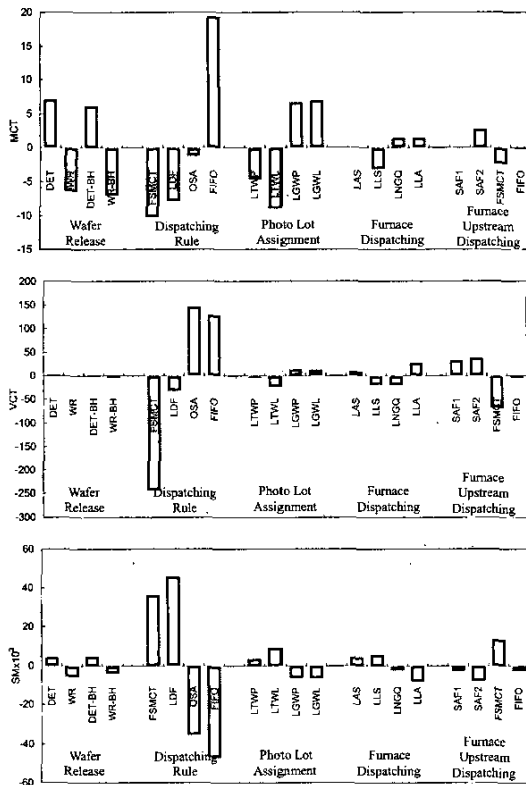 20
15
10
5
0
-5
-10
-15
MCT
DET
WR
DET-BH
WR-BH
FSMCT
LDF
OSA
FIFO
LTWP
LTWL
LGWP
LGWL
LAS
LLS
LNGQ
LLA
SAF1
SAF2
FSMCT
FIFO
Wafer Release
Dispatching Rule
Photo Lot Assignment
Furnace Dispatching
Furnace Upstream Dispatching
200
150
100
50
0
-50
-100
-150
-200
-250
-300
VCT
DET
WR
DET-BH
WR-BH
FSMCT
LDF
OSA
FIFO
LTWP
LTWL
LGWP
LGWL
LAS
LLS
LNGQ
LLA
SAF1
SAF2
FSMCT
FIFO
Wafer Release
Dispatching Rule
Photo Lot Assignment
Furnace Dispatching
Furnace Upstream Dispatching
60
40
20
0
-20
-40
-60
SM×10³
DET
WR
DET-BH
WR-BH
FSMCT
LDF
OSA
FIFO
LTWP
LTWL
LGWP
LGWL
LAS
LLS
LNGQ
LLA
SAF1
SAF2
FSMCT
FIFO
Wafer Release
Dispatching Rule
Photo Lot Assignment
Furnace Dispatching
Furnace Upstream Dispatching